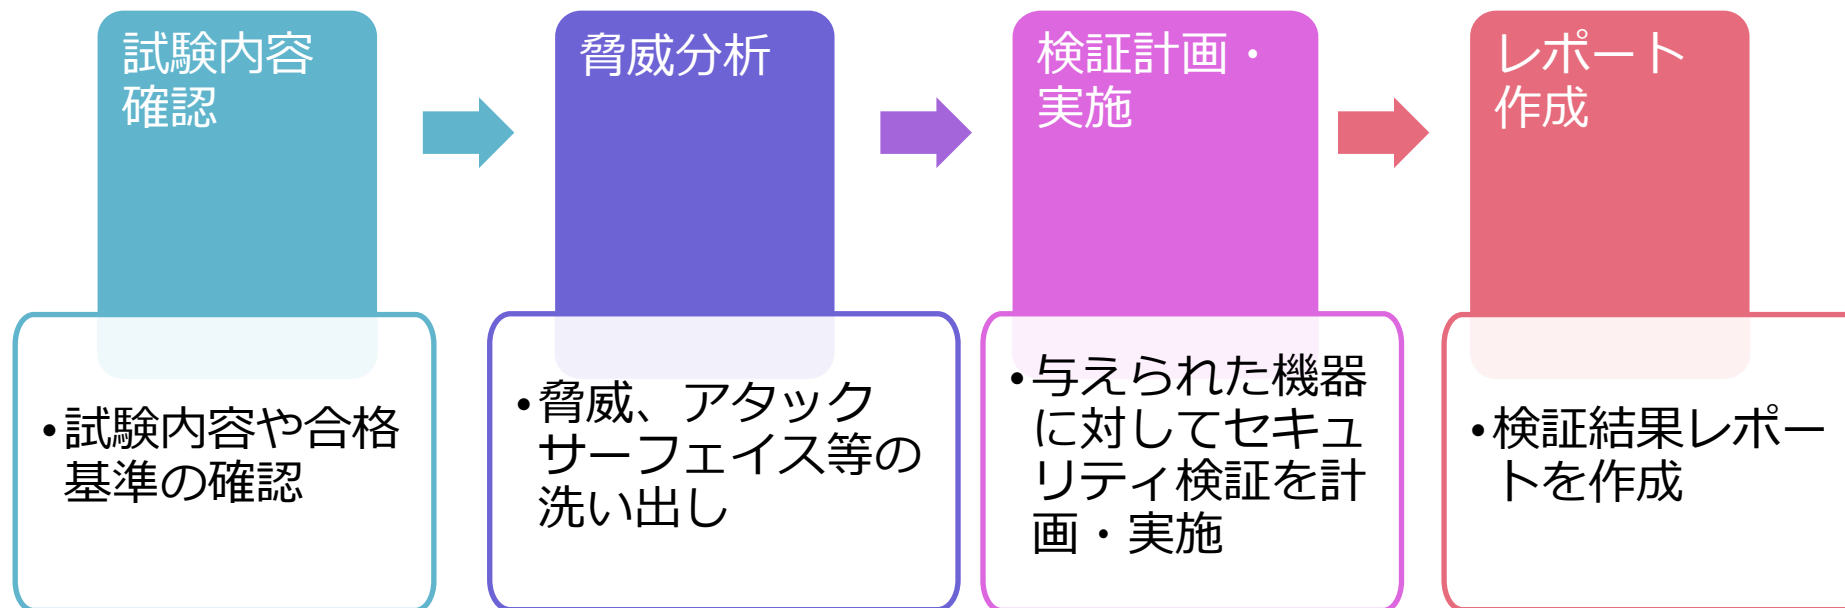 試験内容
確認
・試験内容や合格
基準の確認
脅威分析
・脅威、アタック
サーフェイス等の
洗い出し
検証計画・
実施
・与えられた機器
に対してセキュ
リティ検証を計
画・実施
レポート
作成
・検証結果レポー
トを作成